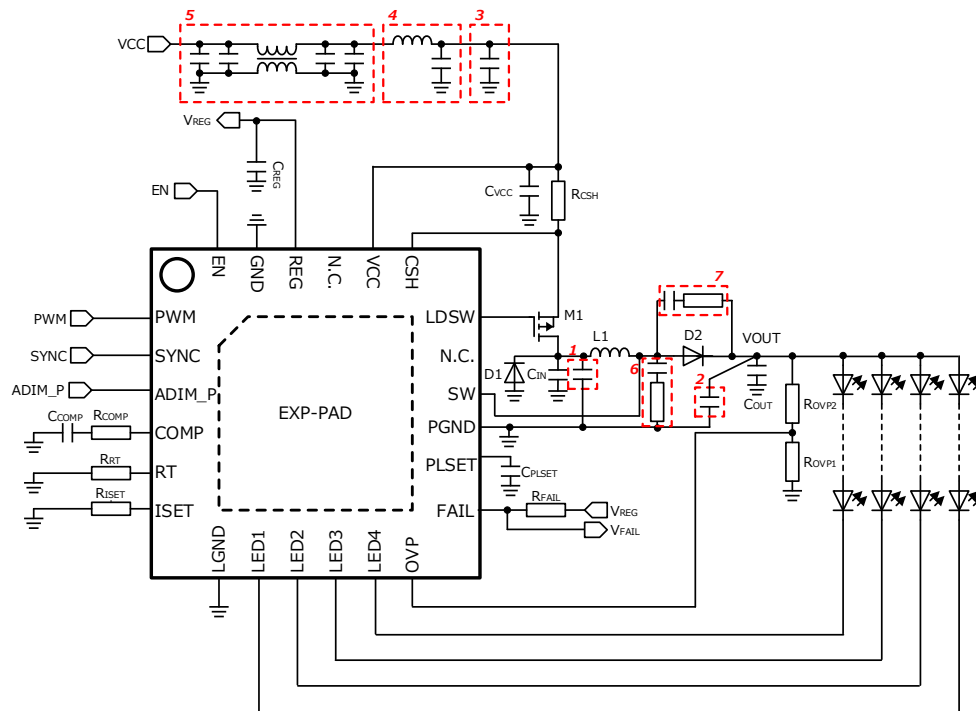 5 4 3
VCC
VREG
CREG
EN
CVCC
RCSH
EN GND REG N.C. VCC CSH
7
PWM PWM LDSW M1
SYNC SYNC N.C. 1 L1 D2 VOUT
ADIM_P ADIM_P SW D1 CIN 6 2 COUT ROVP2
EXP-PAD
CCOMP RCOMP COMP PGND
RRT RT PLSET CPLSET ROVP1
RISET ISET FAIL RFAIL VREG
VFAIL
LGND LED1 LED2 LED3 LED4 OVP